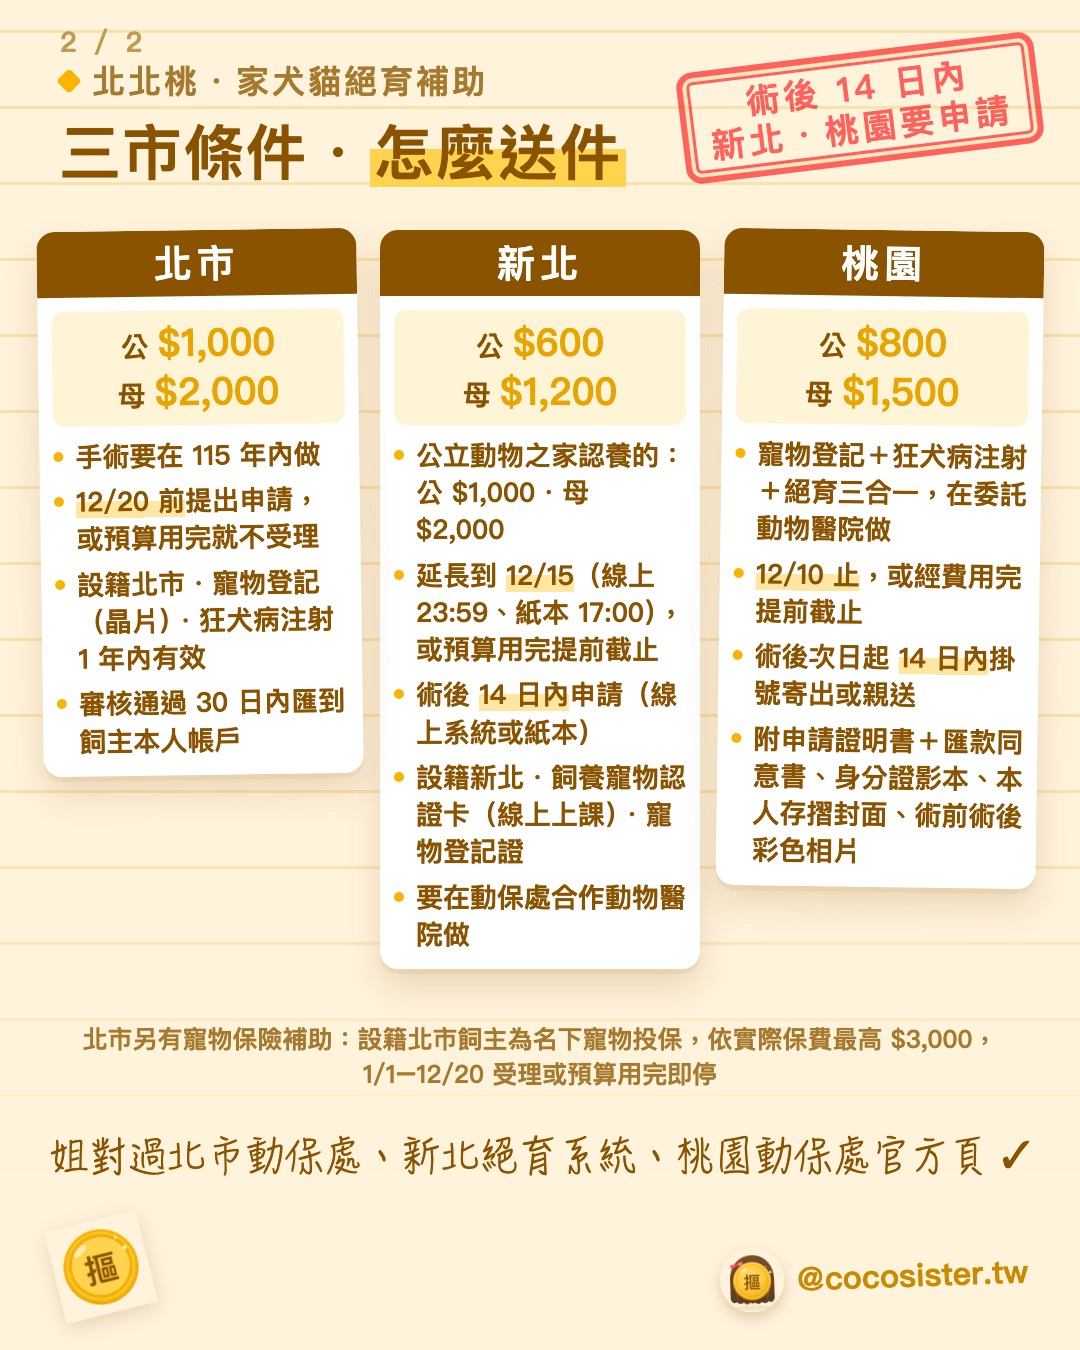 2 / 2
北北桃·家犬貓絕育補助
術後 14 日內
新北·桃園要申請
三市條件·怎麼送件
北市
公 $1,000
母 $2,000
手術要在 115 年內做
12/20 前提出申請，
或預算用完就不受理
設籍北市·寵物登記
（晶片）·狂犬病注射
1 年內有效
審核通過 30 日內匯到
飼主本人帳戶
新北
公 $600
母 $1,200
公立動物之家認養的：
公 $1,000·母
$2,000
延長到 12/15（線上
23:59、紙本 17:00），
或預算用完提前截止
術後 14 日內申請（線
上系統或紙本）
設籍新北·飼養寵物認
證卡（線上上課）·寵
物登記證
要在動保處合作動物醫
院做
桃園
公 $800
母 $1,500
寵物登記＋狂犬病注射
＋絕育三合一，在委託
動物醫院做
12/10 止，或經費用完
提前截止
術後次日起 14 日內掛
號寄出或親送
附申請證明書＋匯款同
意書、身分證影本、本
人存摺封面、術前術後
彩色相片
北市另有寵物保險補助：設籍北市飼主為名下寵物投保，依實際保費最高 $3,000，
1/1–12/20 受理或預算用完即停
姐對過北市動保處、新北絕育系統、桃園動保處官方頁 ✓
摳
摳
@cocosister.tw